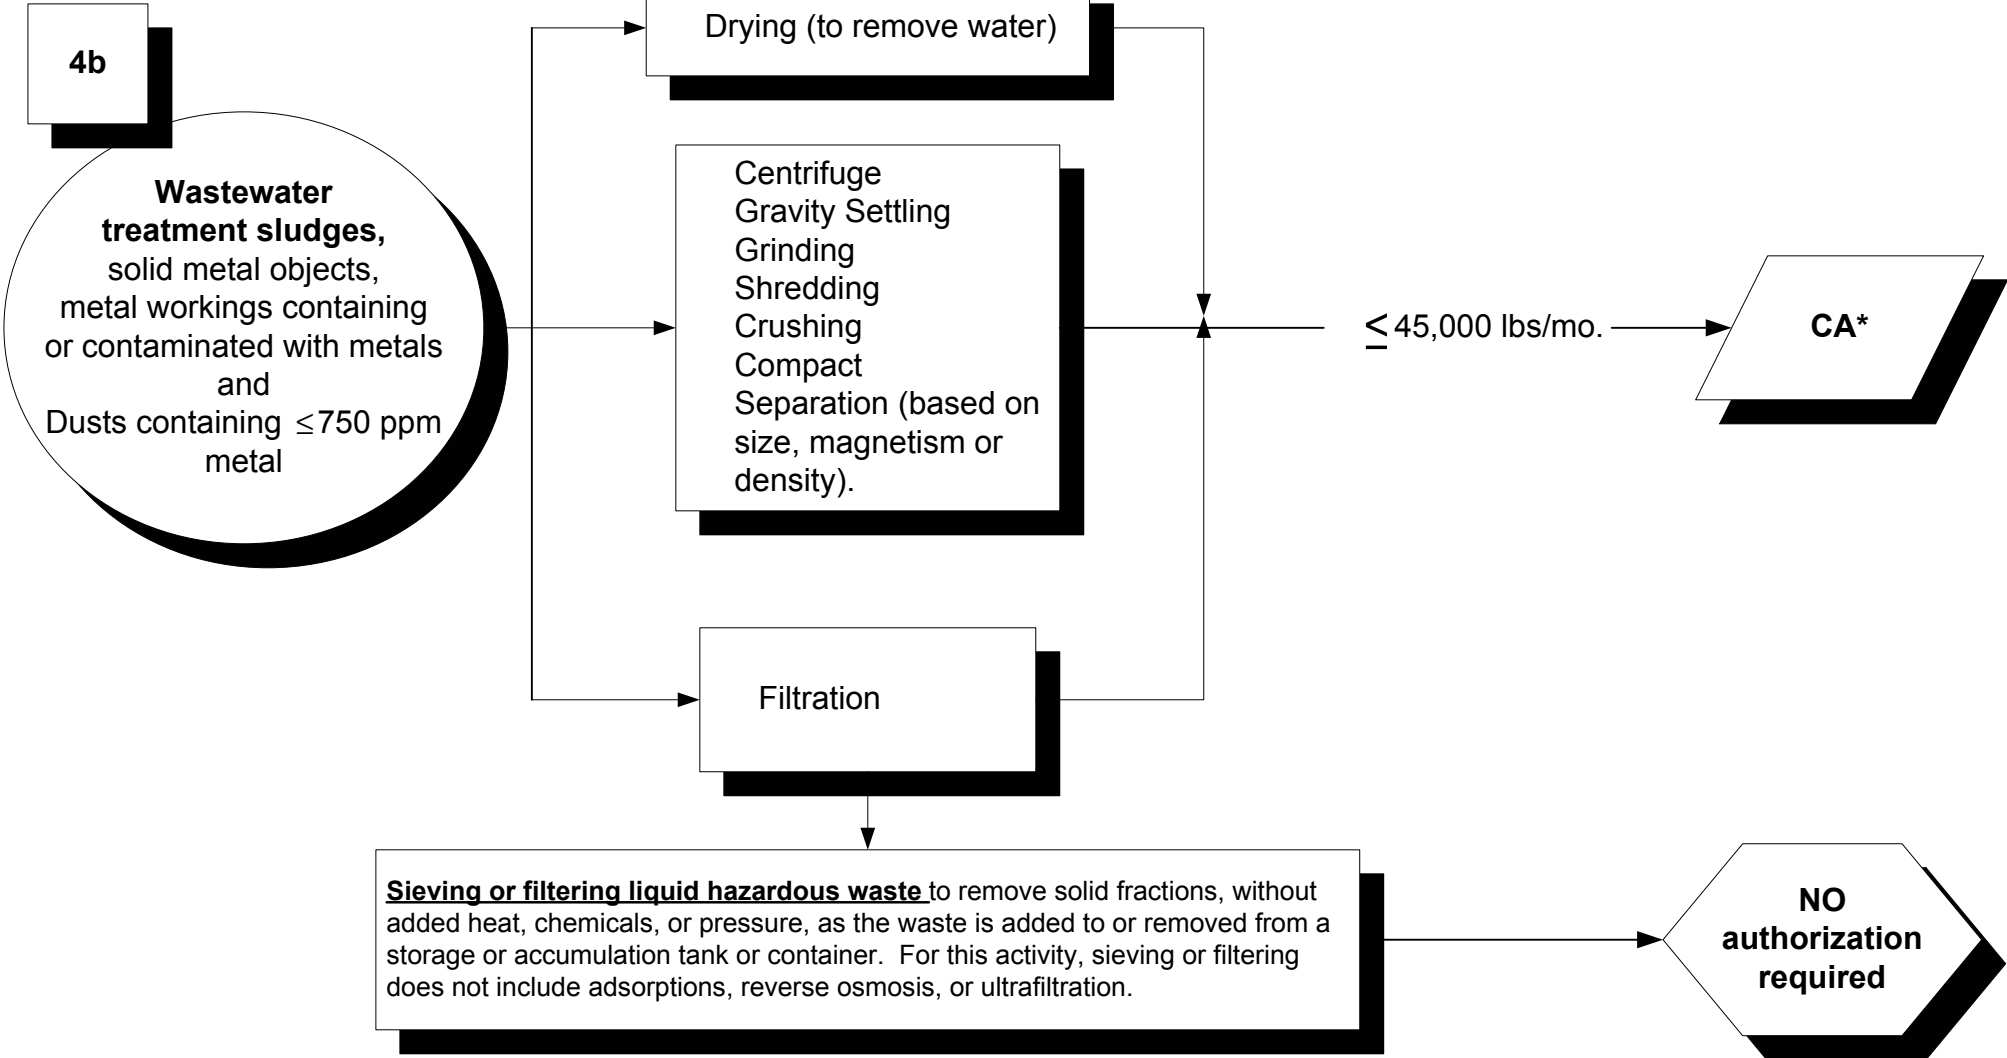 4b
Wastewater
treatment sludges,
solid metal objects,
metal workings containing
or contaminated with metals
and
Dusts containing ≤750 ppm
metal
Drying (to remove water)
Centrifuge
Gravity Settling
Grinding
Shredding
Crushing
Compact
Separation (based on
size, magnetism or
density).
≤ 45,000 lbs/mo.
CA*
Filtration
Sieving or filtering liquid hazardous waste to remove solid fractions, without
added heat, chemicals, or pressure, as the waste is added to or removed from a
storage or accumulation tank or container.  For this activity, sieving or filtering
does not include adsorptions, reverse osmosis, or ultrafiltration.
NO
authorization
required